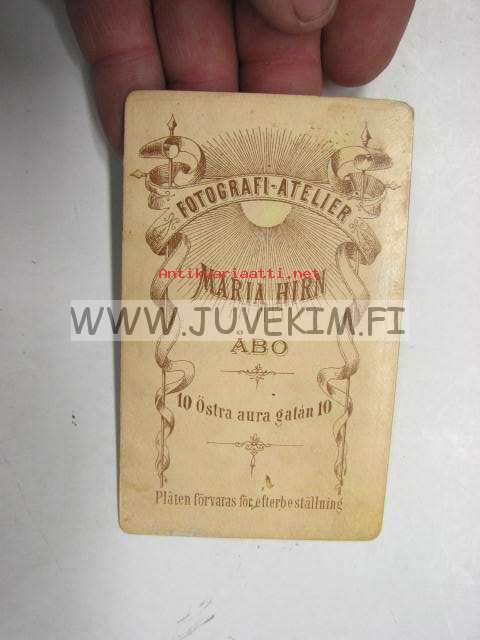 FOTOGRAFI-ATELIER
Antikvariaatti.net
MARIA HIRN
WWW.JUVEKIM.FI
ÅBO
10 Östra aura gatan 10
Plåten förvaras för efterbeställning